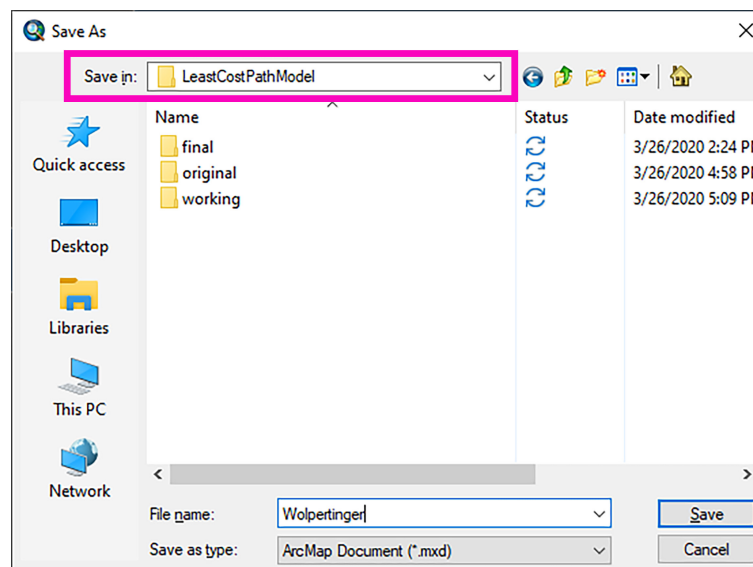 Save As
Save in: LeastCostPathModel
Name Status Date modified
final 3/26/2020 2:24 P
original 3/26/2020 4:58 P
working 3/26/2020 5:09 P
Quick access
Desktop
Libraries
This PC
Network
File name: Wolpertinger Save
Save as type: ArcMap Document (*.mxd) Cancel